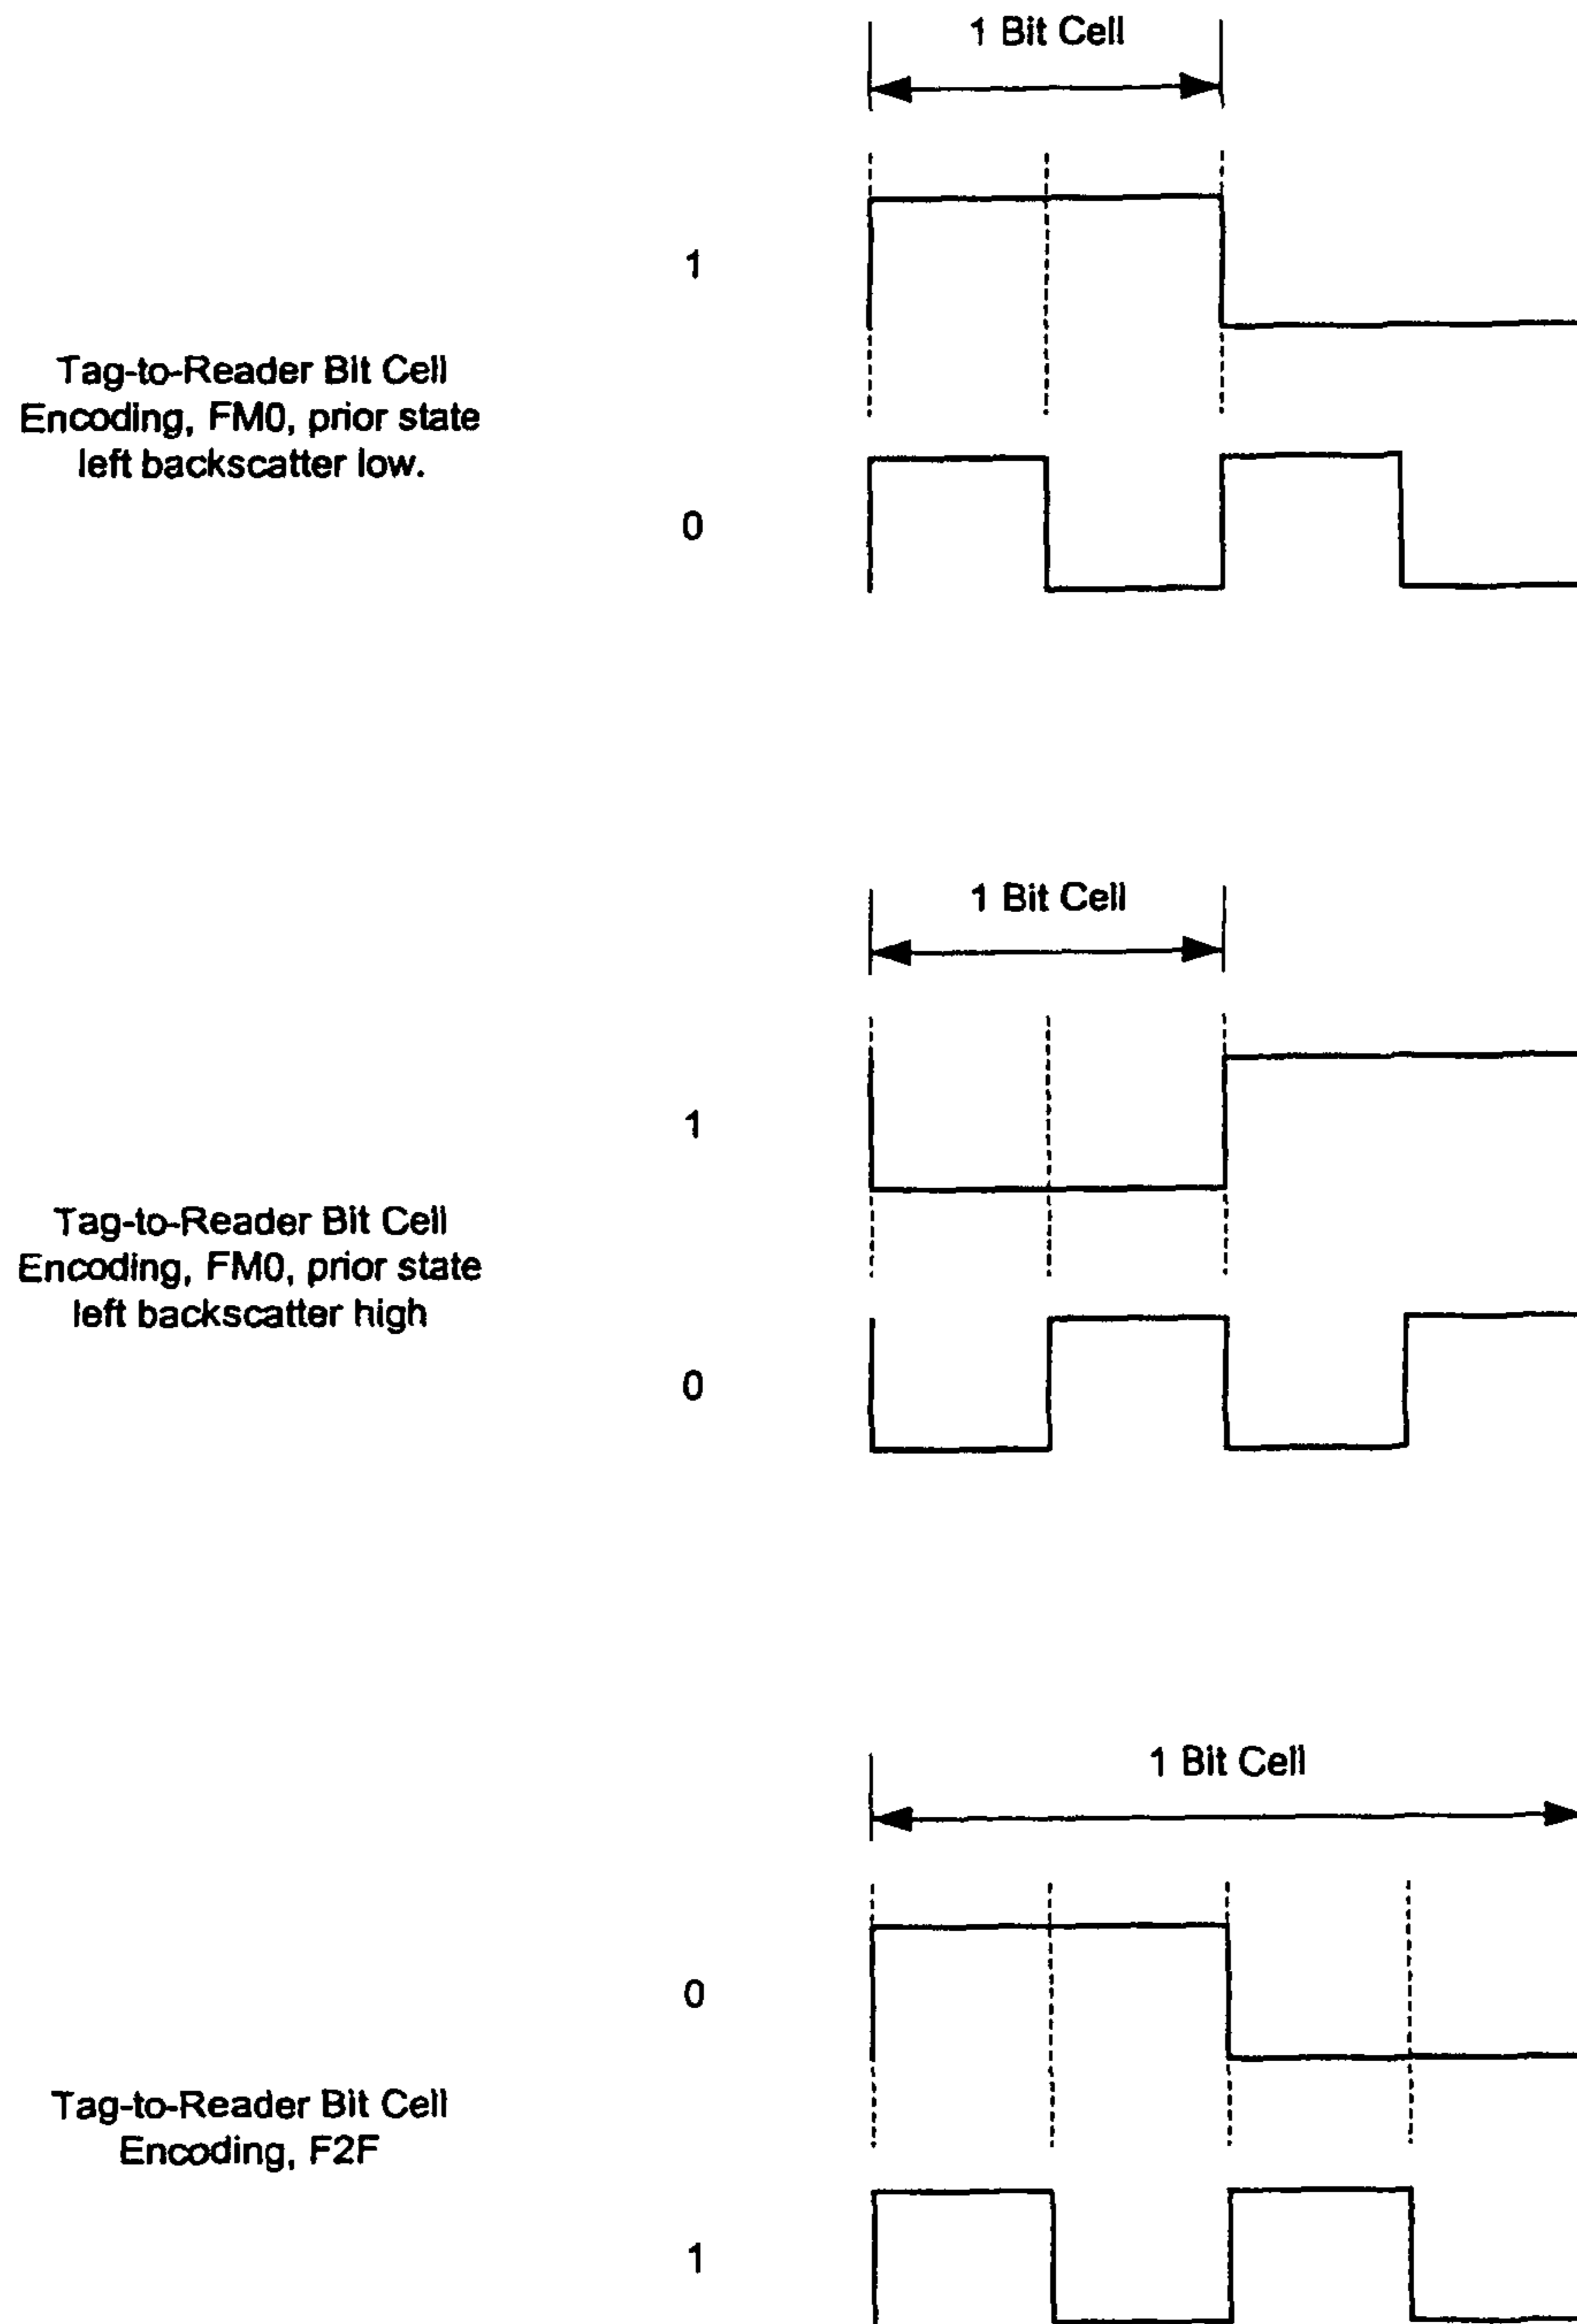 1 Bit Cell
1
Tag-to-Reader Bit Cell
Encoding, FM0, prior state
left backscatter low.
0
1 Bit Cell
1
Tag-to-Reader Bit Cell
Encoding, FM0, prior state
left backscatter high
0
1 Bit Cell
0
Tag-to-Reader Bit Cell
Encoding, F2F
1